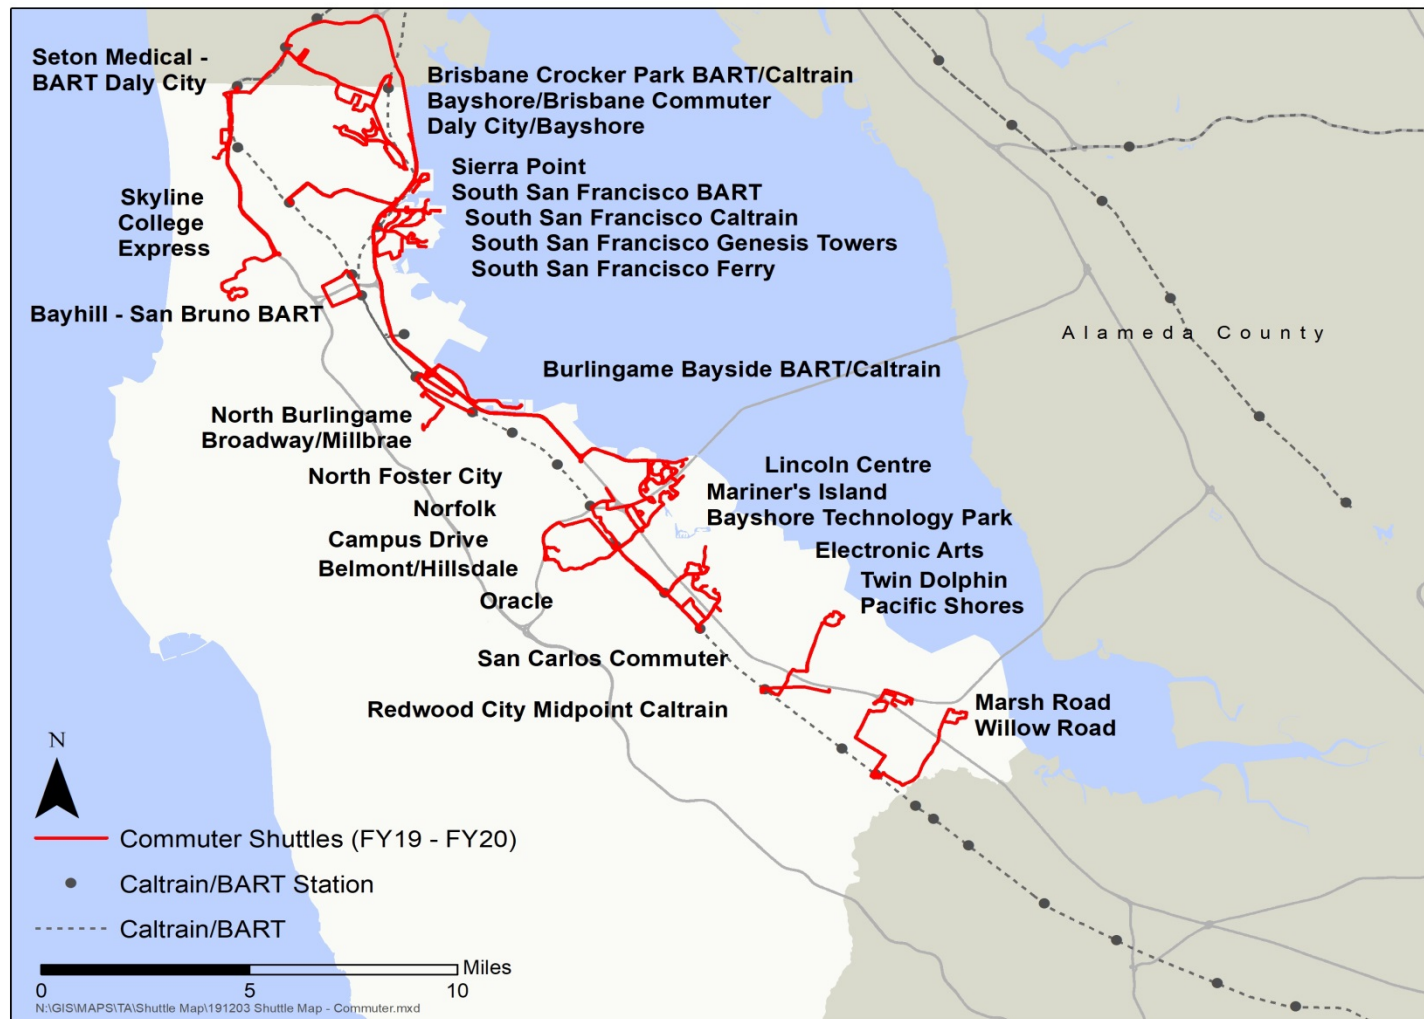 Seton Medical -
BART Daly City
Brisbane Crocker Park BART/Caltrain
Bayshore/Brisbane Commuter
Daly City/Bayshore
Sierra Point
South San Francisco BART
South San Francisco Caltrain
South San Francisco Genesis Towers
South San Francisco Ferry
Skyline
College
Express
Bayhill - San Bruno BART
Alameda County
Burlingame Bayside BART/Caltrain
North Burlingame
Broadway/Millbrae
North Foster City
Norfolk
Campus Drive
Belmont/Hillsdale
Oracle
Lincoln Centre
Mariner's Island
Bayshore Technology Park
Electronic Arts
Twin Dolphin
Pacific Shores
San Carlos Commuter
Redwood City Midpoint Caltrain
Marsh Road
Willow Road
N
Commuter Shuttles (FY19 - FY20)
Caltrain/BART Station
Caltrain/BART
Miles
0 5 10
N:\GIS\MAPS\TA\Shuttle Map\191203 Shuttle Map - Commuter.mxd